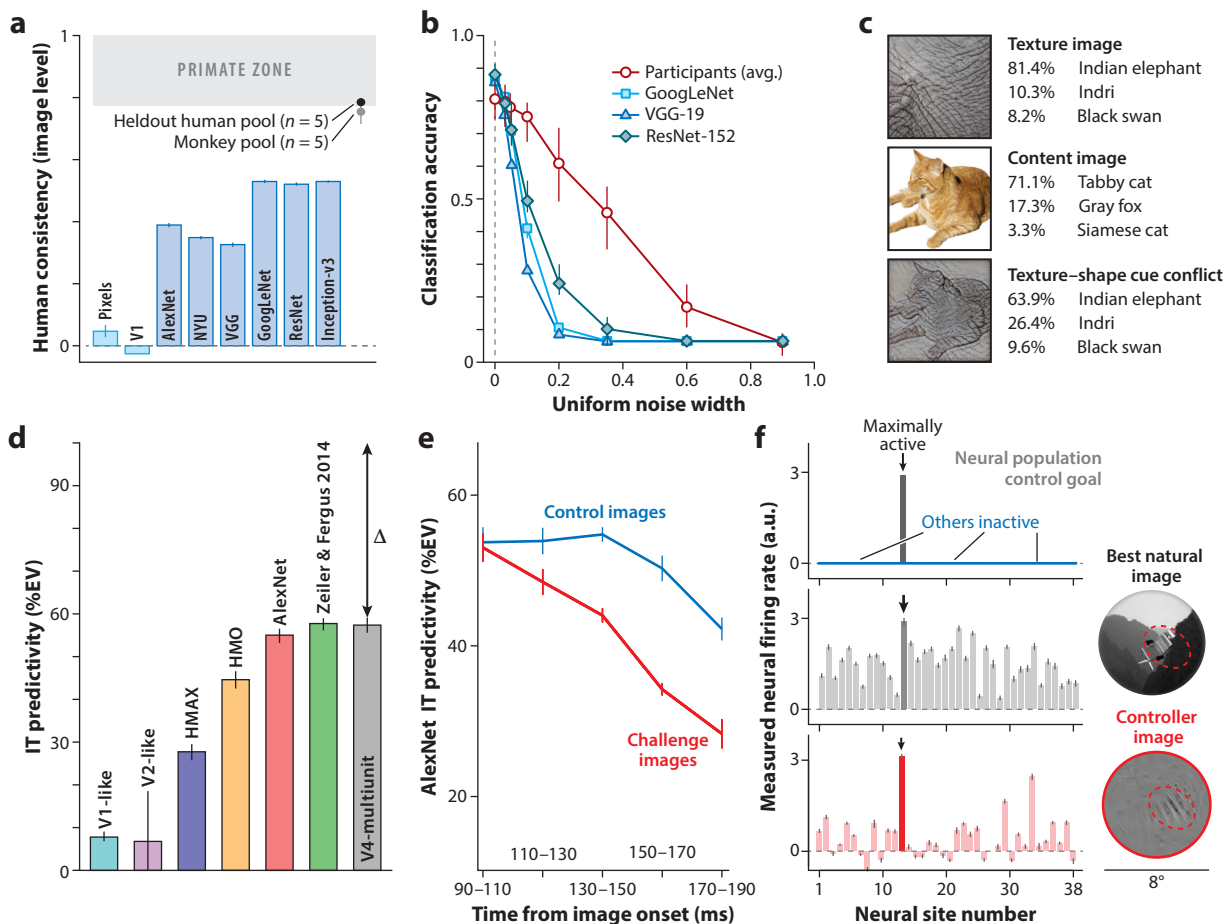 a
Human consistency (image level)
1
0
PRIMATE ZONE
Heldout human pool (n = 5)
Monkey pool (n = 5)
Pixels
V1
AlexNet
NYU
VGG
GoogLeNet
ResNet
Inception-v3
b
Classification accuracy
1.0
0.5
0
Participants (avg.)
GoogLeNet
VGG-19
ResNet-152
0
0.2
0.4
0.6
0.8
1.0
Uniform noise width
c
Texture image
81.4% Indian elephant
10.3% Indri
8.2% Black swan
Content image
71.1% Tabby cat
17.3% Gray fox
3.3% Siamese cat
Texture–shape cue conflict
63.9% Indian elephant
26.4% Indri
9.6% Black swan
d
IT predictivity (%EV)
90
60
30
0
V1-like
V2-like
HMAX
HMO
AlexNet
Zeiler & Fergus 2014
V4-multiunit
Δ
e
AlexNet IT predictivity (%EV)
60
40
20
Control images
Challenge
images
110–130
150–170
90–110
130–150
170–190
Time from image onset (ms)
f
Measured neural firing rate (a.u.)
Maximally
active
Neural population
control goal
Others inactive
3
0
3
0
3
0
Best natural
image
Controller
image
8°
1
10
20
30
38
Neural site number